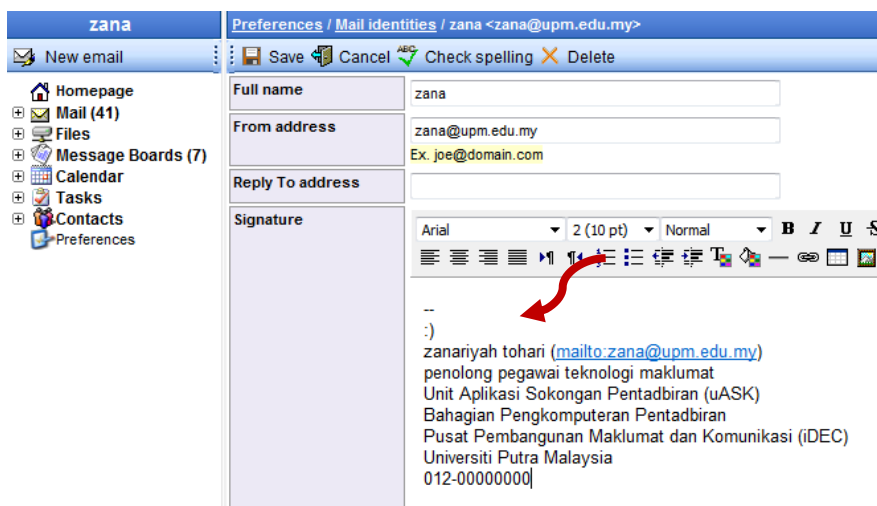 zana
Preferences / Mail identities / zana <zana@upm.edu.my>
New email
Save Cancel ABC Check spelling Delete
Homepage
Mail (41)
Files
Message Boards (7)
Calendar
Tasks
Contacts
Preferences
Full name
zana
From address
zana@upm.edu.my
Ex. joe@domain.com
Reply To address
Signature
Arial 2 (10 pt) Normal B I U S
--
:)
zanariyah tohari (mailto:zana@upm.edu.my)
penolong pegawai teknologi maklumat
Unit Aplikasi Sokongan Pentadbiran (uASK)
Bahagian Pengkomputeran Pentadbiran
Pusat Pembangunan Maklumat dan Komunikasi (iDEC)
Universiti Putra Malaysia
012-00000000